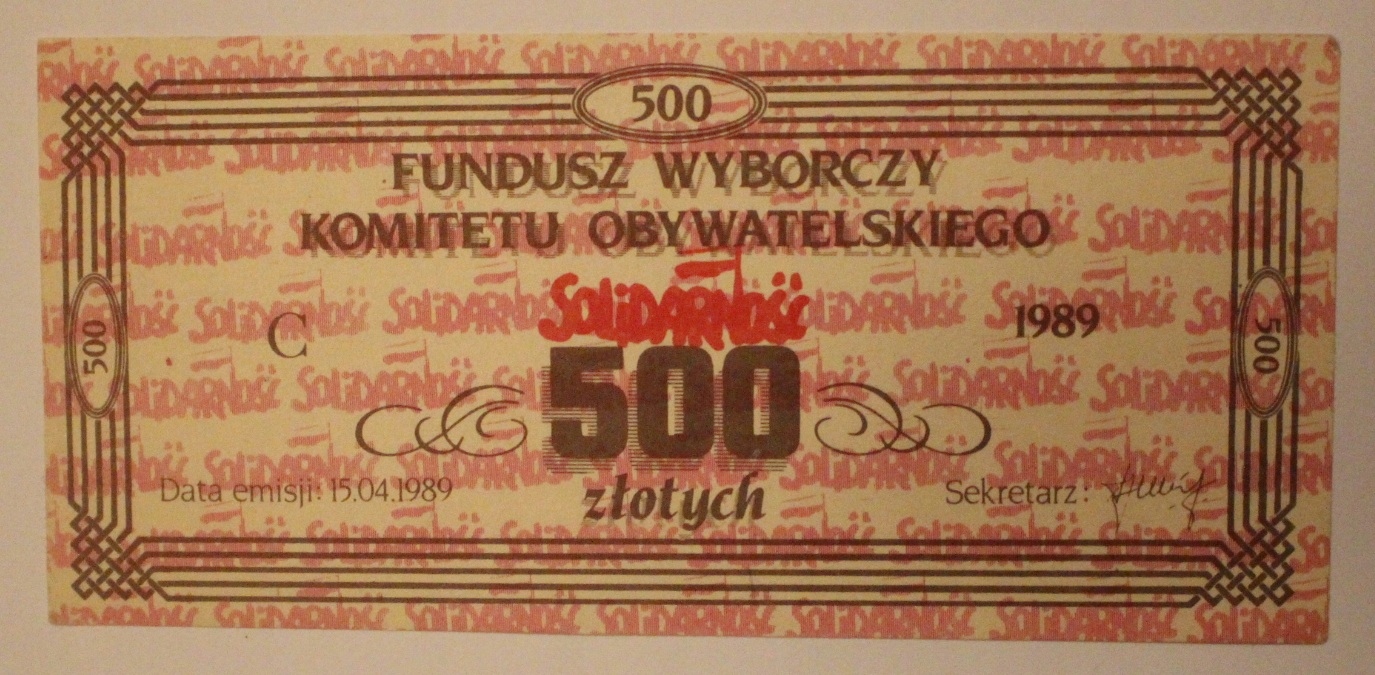 500
FUNDUSZ WYBORCZY
KOMITETU OBYWATELSKIEGO
SOLiDARNOŚĆ
C
1989
500
500
500
złotych
Data emisji: 15.04.1989
Sekretarz: